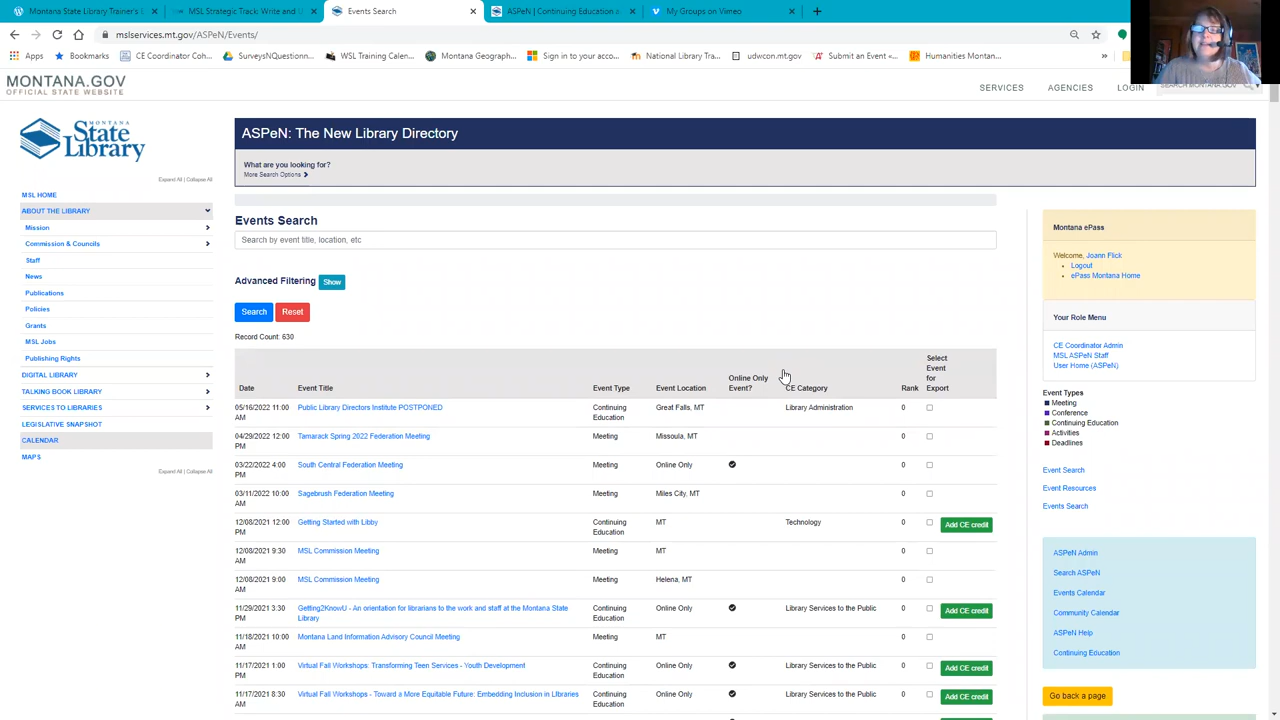 Montana State Library Trainer's E
MSL Strategic Track: Write and U
Events Search
ASPeN | Continuing Education a
My Groups on Vimeo
mslservices.mt.gov/ASPeN/Events/
Apps
Bookmarks
CE Coordinator Coh...
SurveysNQuestionn...
WSL Training Calen...
Montana Geograph...
Sign in to your acco...
National Library Tra...
udwcon.mt.gov
Submit an Event «...
Humanities Montan...
MONTANA.GOV
OFFICIAL STATE WEBSITE
SERVICES
AGENCIES
LOGIN
SEARCH MONTANA.GOV
MONTANA
State
Library
Expand All | Collapse All
MSL HOME
ABOUT THE LIBRARY
Mission
Commission & Councils
Staff
News
Publications
Policies
Grants
MSL Jobs
Publishing Rights
DIGITAL LIBRARY
TALKING BOOK LIBRARY
SERVICES TO LIBRARIES
LEGISLATIVE SNAPSHOT
CALENDAR
MAPS
Expand All | Collapse All
ASPeN: The New Library Directory
What are you looking for?
More Search Options
Events Search
Search by event title, location, etc
Advanced Filtering Show
Search Reset
Record Count: 630
Date Event Title Event Type Event Location Online Only Event? CE Category Rank Select Event for Export
05/16/2022 11:00 AM Public Library Directors Institute POSTPONED Continuing Education Great Falls, MT Library Administration 0
04/29/2022 12:00 PM Tamarack Spring 2022 Federation Meeting Meeting Missoula, MT 0
03/22/2022 4:00 PM South Central Federation Meeting Meeting Online Only 0
03/11/2022 10:00 AM Sagebrush Federation Meeting Meeting Miles City, MT 0
12/08/2021 12:00 PM Getting Started with Libby Continuing Education MT Technology 0 Add CE credit
12/08/2021 9:30 AM MSL Commission Meeting Meeting MT 0
12/08/2021 9:00 AM MSL Commission Meeting Meeting Helena, MT 0
11/29/2021 3:30 PM Getting2KnowU - An orientation for librarians to the work and staff at the Montana State Library Continuing Education Online Only Library Services to the Public 0 Add CE credit
11/18/2021 10:00 AM Montana Land Information Advisory Council Meeting Meeting MT 0
11/17/2021 1:00 PM Virtual Fall Workshops: Transforming Teen Services - Youth Development Continuing Education Online Only Library Services to the Public 0 Add CE credit
11/17/2021 8:30 AM Virtual Fall Workshops - Toward a More Equitable Future: Embedding Inclusion in LIbraries Continuing Education Online Only Library Services to the Public 0 Add CE credit
Montana ePass
Welcome, Joann Flick
Logout
ePass Montana Home
Your Role Menu
CE Coordinator Admin
MSL ASPeN Staff
User Home (ASPeN)
Event Types
Meeting
Conference
Continuing Education
Activities
Deadlines
Event Search
Event Resources
Events Search
ASPeN Admin
Search ASPeN
Events Calendar
Community Calendar
ASPeN Help
Continuing Education
Go back a page